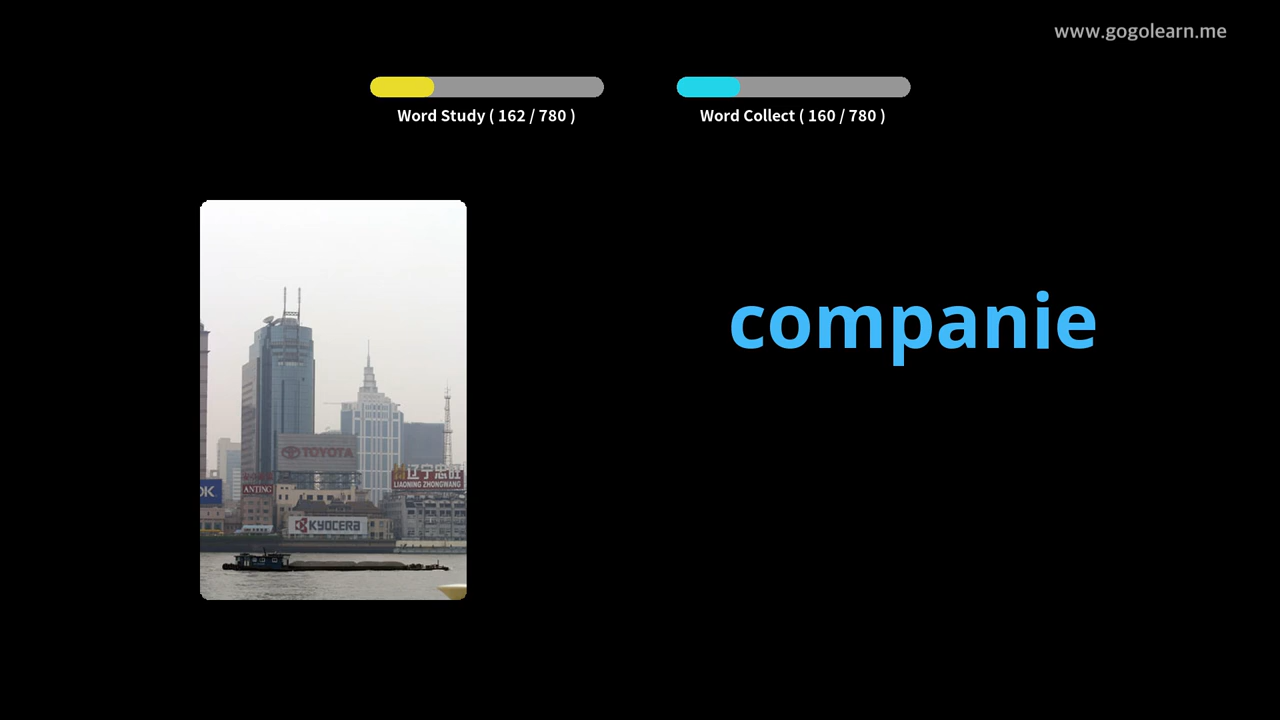 www.gogolearn.me
Word Study ( 162 / 780 )
Word Collect ( 160 / 780 )
companie
TOYOTA
辽宁忠旺
LIAONING ZHONGWANG
OK
ANTING
KYOCERA